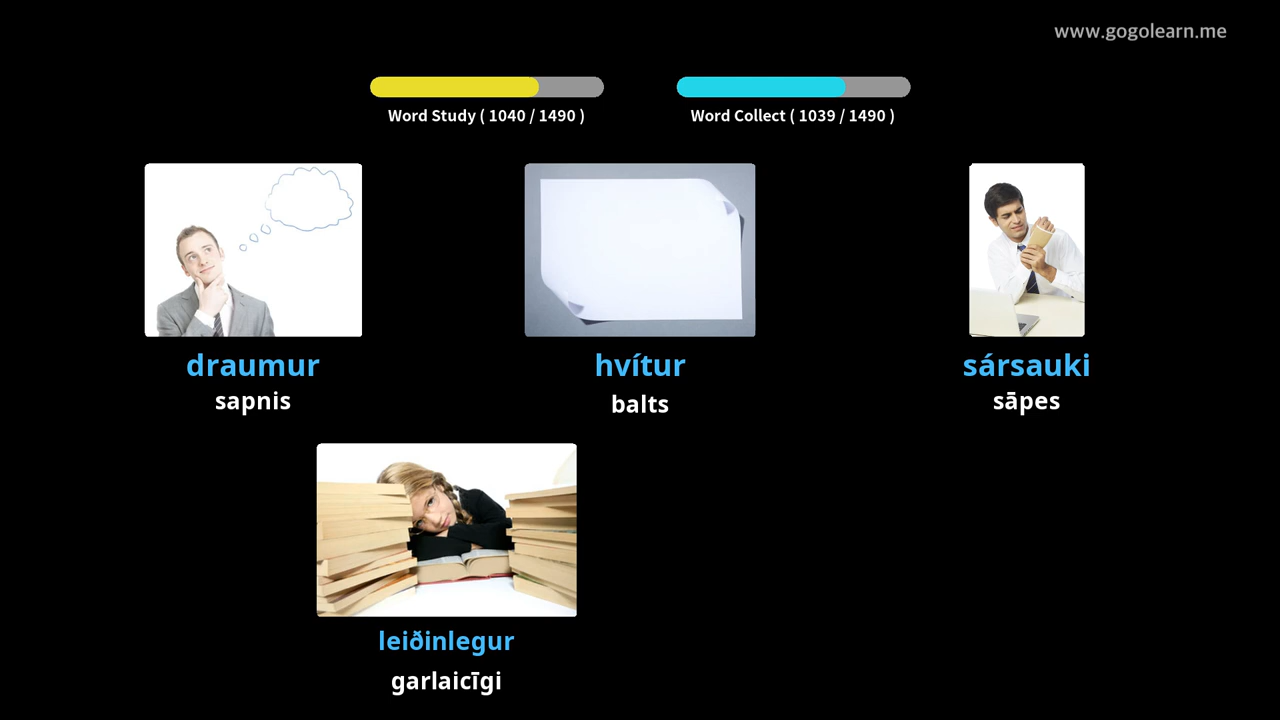 www.gogolearn.me
Word Study ( 1040 / 1490 )
Word Collect ( 1039 / 1490 )
draumur
sapnis
hvítur
balts
sársauki
sāpes
leiðinlegur
garlaicīgi